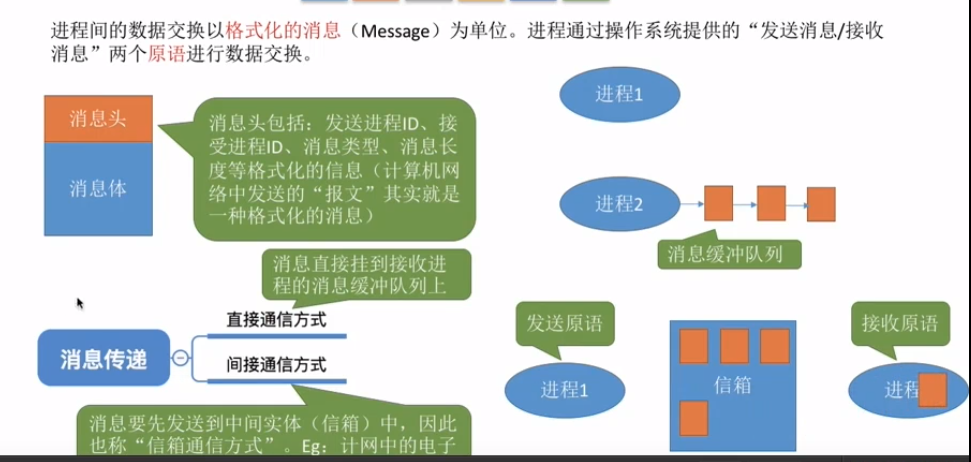 进程间的数据交换以格式化的消息（Message）为单位。进程通过操作系统提供的“发送消息/接收
消息”两个原语进行数据交换。
消息头
消息体
消息头包括：发送进程ID、接
受进程ID、消息类型、消息长
度等格式化的信息（计算机网
络中发送的“报文”其实就是
一种格式化的消息）
进程1
进程2
消息缓冲队列
消息直接挂到接收进
程的消息缓冲队列上
消息传递
直接通信方式
间接通信方式
消息要先发送到中间实体（信箱）中，因此
也称“信箱通信方式”。Eg：计网中的电子
发送原语
进程1
信箱
接收原语
进程